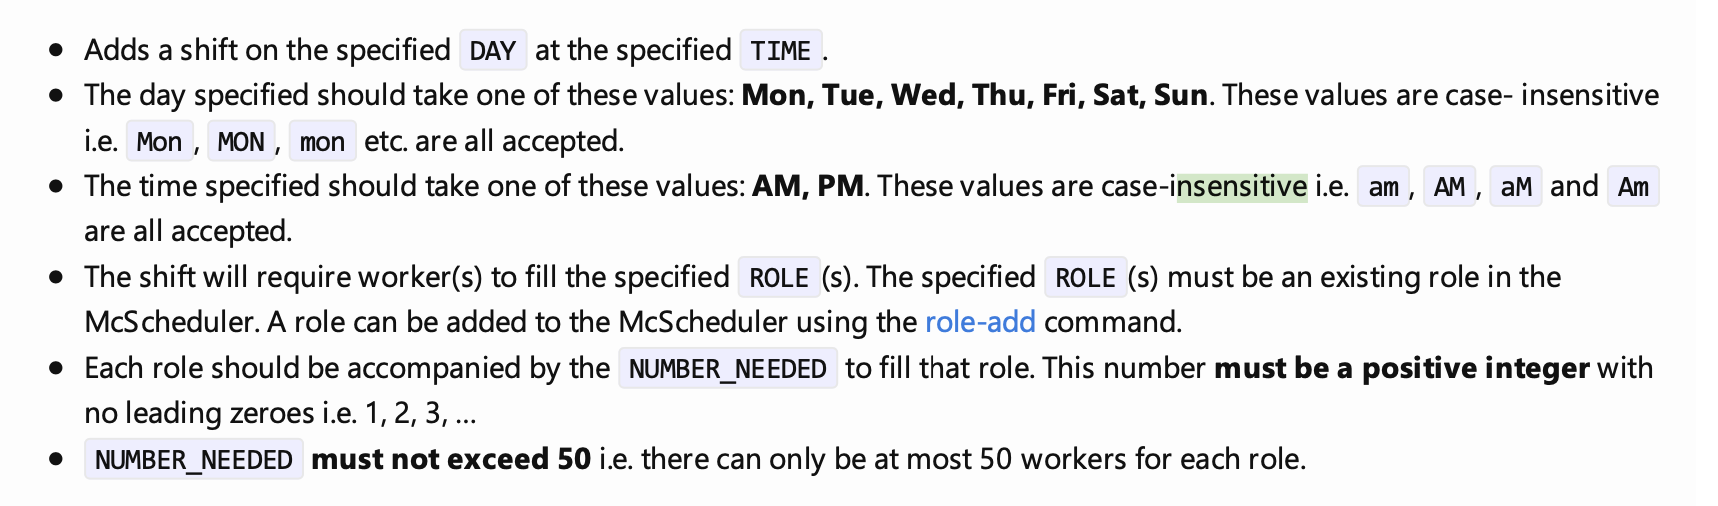 • Adds a shift on the specified DAY at the specified TIME.
• The day specified should take one of these values: Mon, Tue, Wed, Thu, Fri, Sat, Sun. These values are case- insensitive
i.e. Mon, MON, mon etc. are all accepted.
• The time specified should take one of these values: AM, PM. These values are case-insensitive i.e. am, AM, aM and Am
are all accepted.
• The shift will require worker(s) to fill the specified ROLE(s). The specified ROLE(s) must be an existing role in the
McScheduler. A role can be added to the McScheduler using the role-add command.
• Each role should be accompanied by the NUMBER_NEEDED to fill that role. This number must be a positive integer with
no leading zeroes i.e. 1, 2, 3, …
• NUMBER_NEEDED must not exceed 50 i.e. there can only be at most 50 workers for each role.